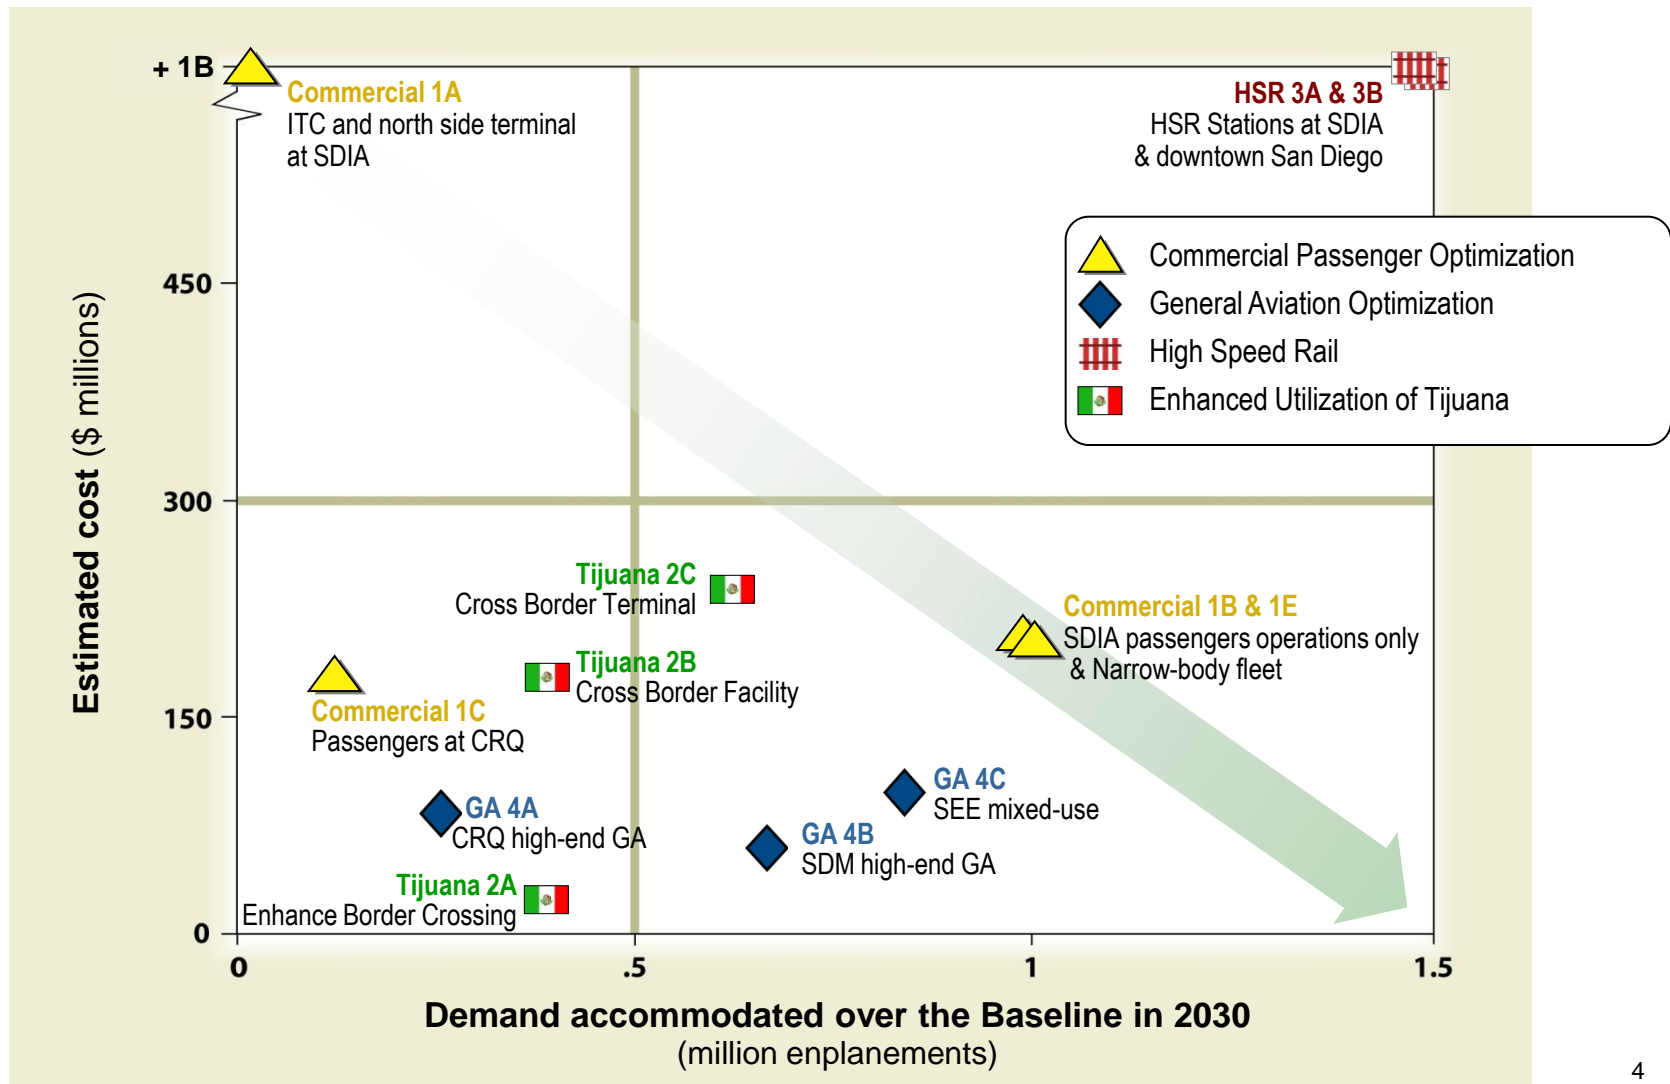 + 1B
Commercial 1A
ITC and north side terminal
at SDIA
HSR 3A & 3B
HSR Stations at SDIA
& downtown San Diego
Commercial Passenger Optimization
General Aviation Optimization
High Speed Rail
Enhanced Utilization of Tijuana
450
300
150
0
Estimated cost ($ millions)
Tijuana 2C
Cross Border Terminal
Commercial 1B & 1E
SDIA passengers operations only
& Narrow-body fleet
Tijuana 2B
Cross Border Facility
Commercial 1C
Passengers at CRQ
GA 4C
SEE mixed-use
GA 4A
CRQ high-end GA
GA 4B
SDM high-end GA
Tijuana 2A
Enhance Border Crossing
0
.5
1
1.5
Demand accommodated over the Baseline in 2030
(million enplanements)
4